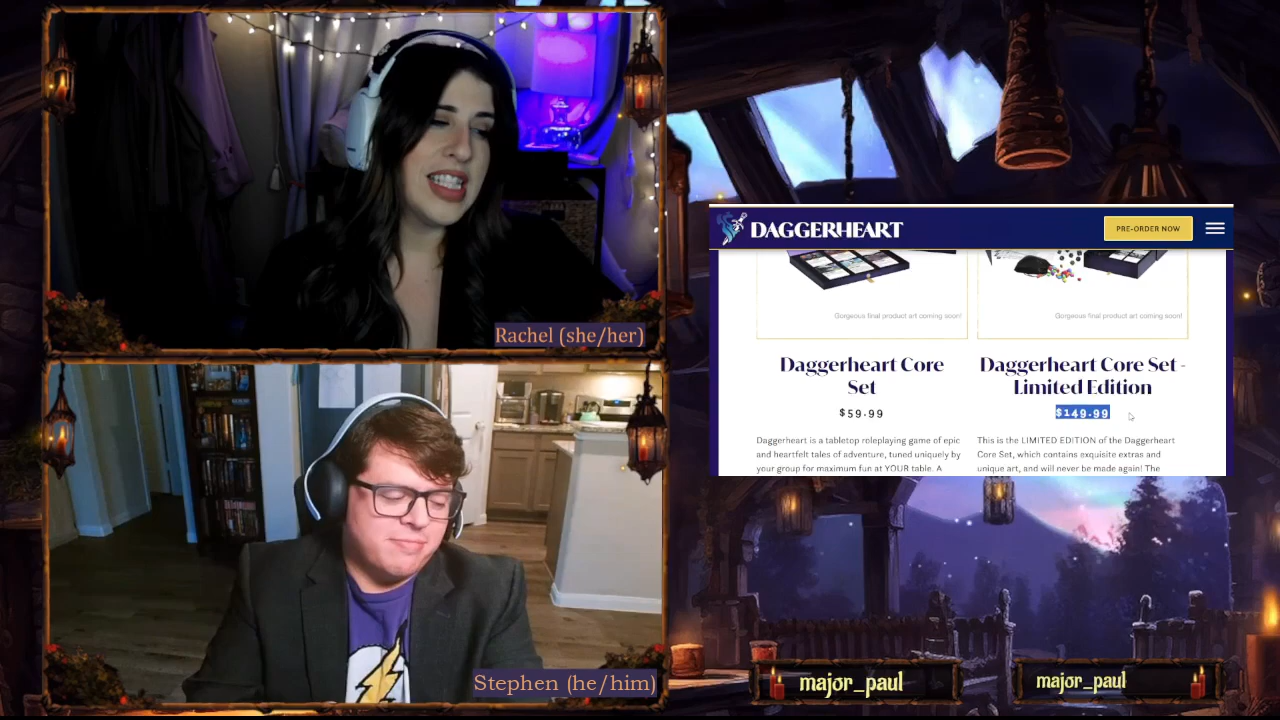 Rachel (she/her)
Stephen (he/him)
DAGGERHEART
PRE-ORDER NOW
Gorgeous final product art coming soon!
Gorgeous final product art coming soon!
Daggerheart Core
Set
$59.99
Daggerheart is a tabletop roleplaying game of epic
and heartfelt tales of adventure, tuned uniquely by
your group for maximum fun at YOUR table. A
Daggerheart Core Set -
Limited Edition
$149.99
This is the LIMITED EDITION of the Daggerheart
Core Set, which contains exquisite extras and
unique art, and will never be made again! The
major_paul
major_paul